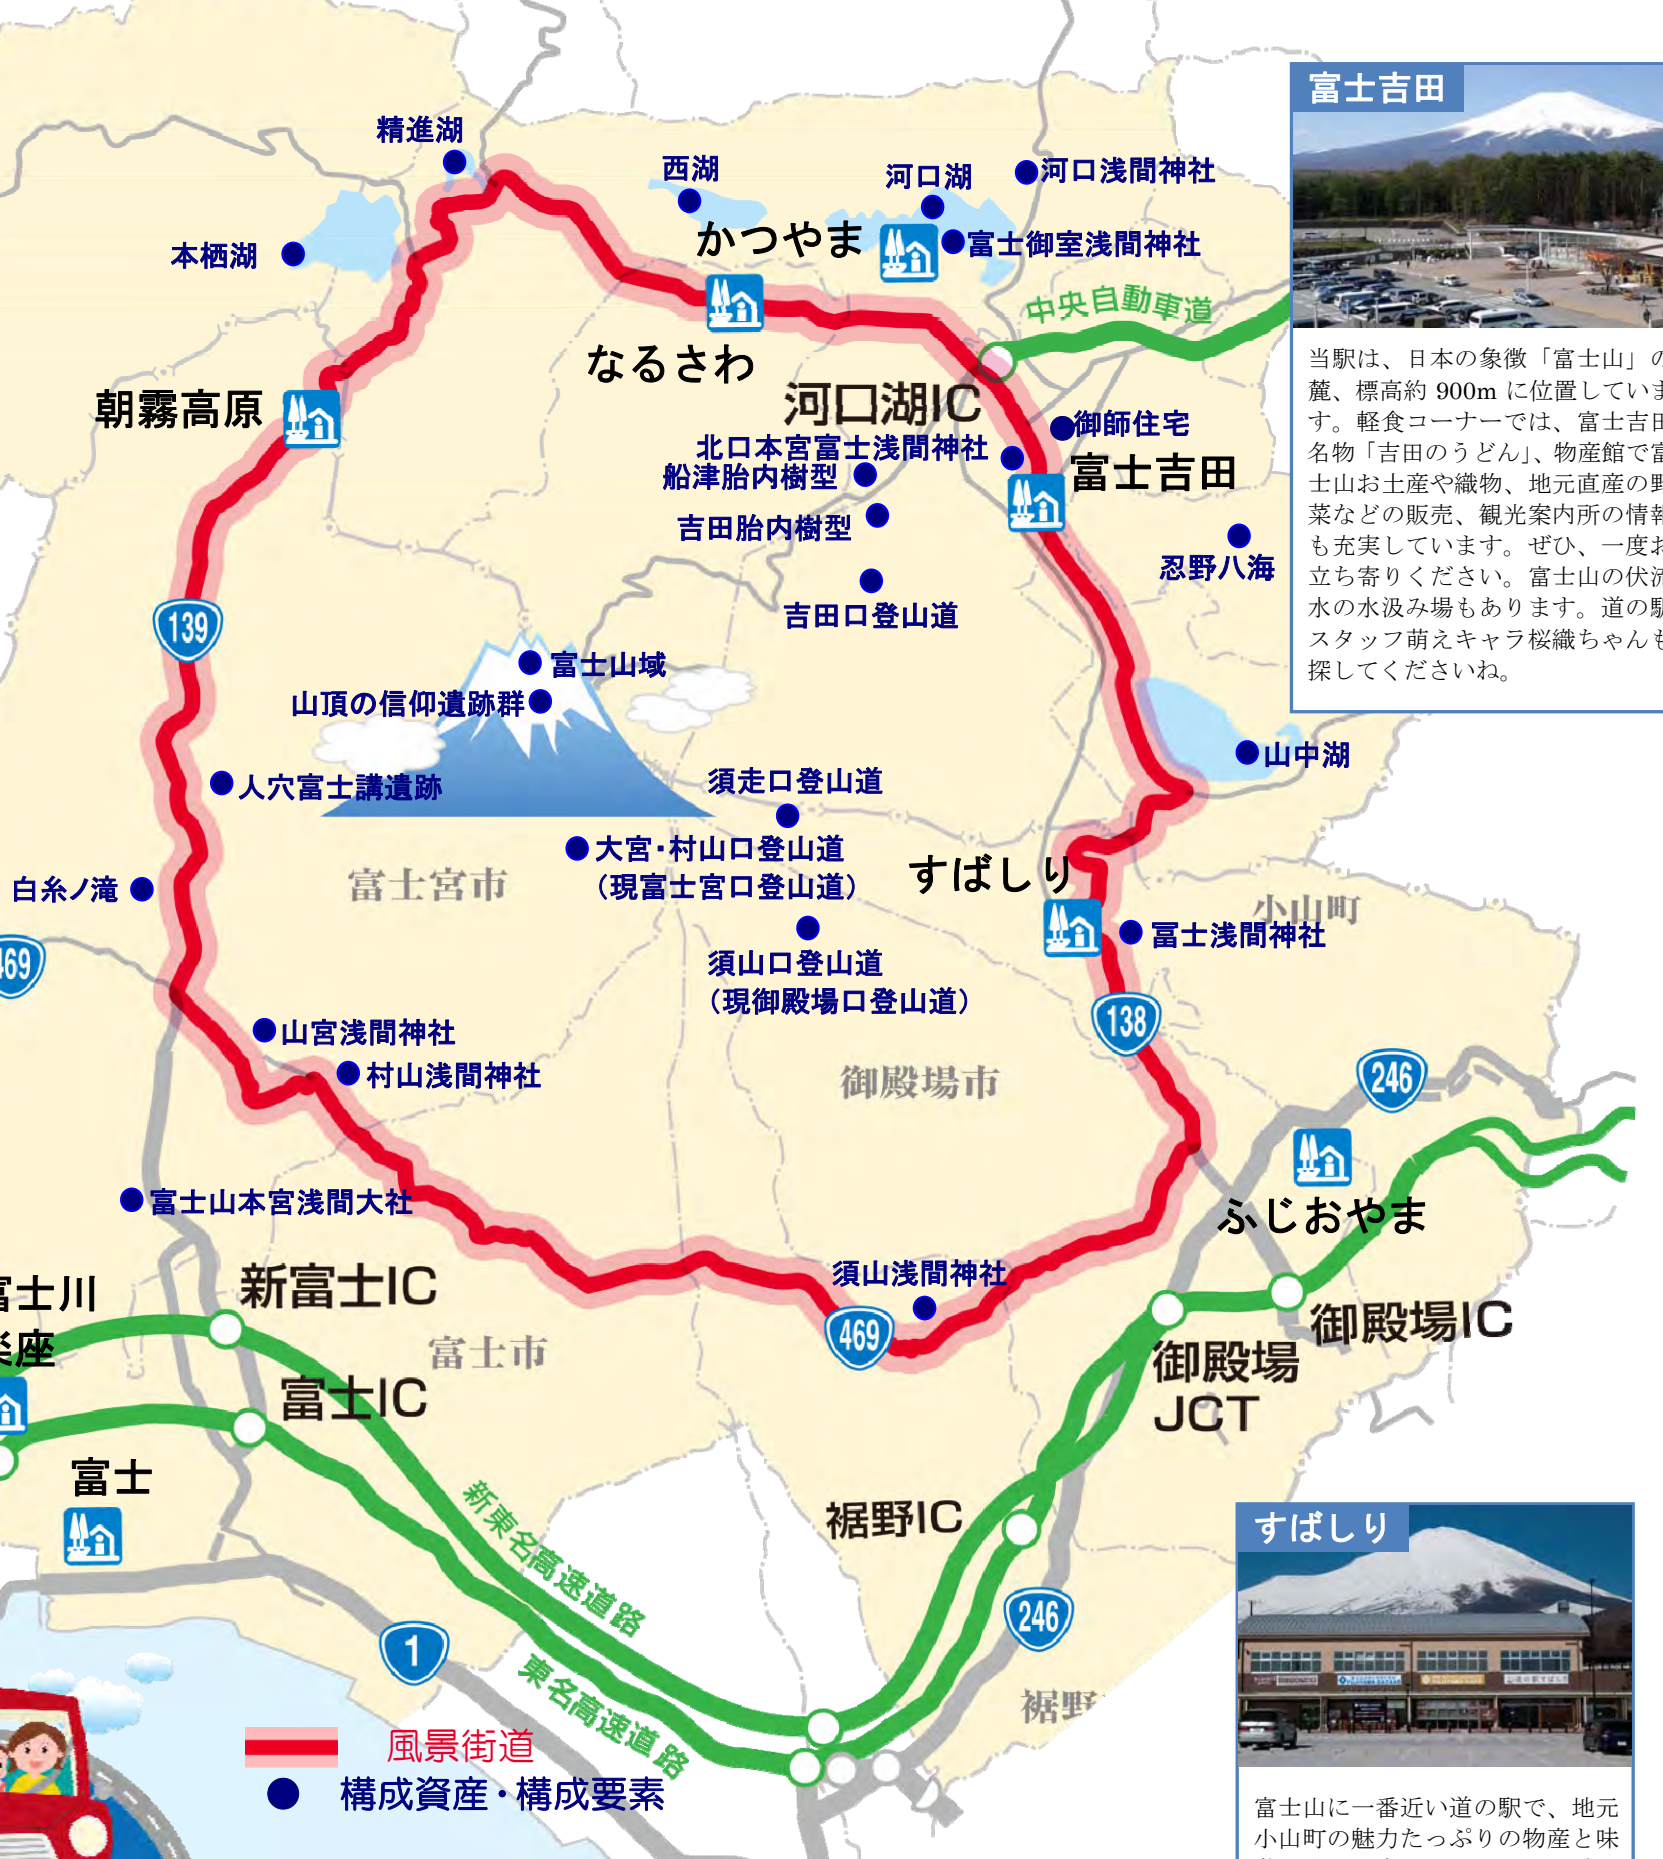 精進湖
西湖
河口湖
河口浅間神社
本栖湖
かつやま
富士御室浅間神社
中央自動車道
なるさわ
河口湖IC
朝霧高原
御師住宅
北口本宮冨士浅間神社
船津胎内樹型
富士吉田
吉田胎内樹型
忍野八海
吉田口登山道
139
富士山域
山頂の信仰遺跡群
山中湖
人穴富士講遺跡
須走口登山道
大宮・村山口登山道
（現富士宮口登山道）
すばしり
富士宮市
白糸ノ滝
小山町
冨士浅間神社
須山口登山道
（現御殿場口登山道）
469
138
山宮浅間神社
村山浅間神社
御殿場市
246
富士山本宮浅間大社
ふじおやま
須山浅間神社
新富士IC
富士川
楽座
469
富士市
御殿場IC
御殿場
JCT
富士IC
富士
裾野IC
新東名高速道路
246
1
東名高速道路
裾野
風景街道
構成資産・構成要素
富士吉田
当駅は、日本の象徴「富士山」の
麓、標高約 900m に位置していま
す。軽食コーナーでは、富士吉田
名物「吉田のうどん」、物産館で富
士山お土産や織物、地元直産の野
菜などの販売、観光案内所の情報
も充実しています。ぜひ、一度お
立ち寄りください。富士山の伏流
水の水汲み場もあります。道の駅
スタッフ萌えキャラ桜織ちゃんも
探してくださいね。
すばしり
富士山に一番近い道の駅で、地元
小山町の魅力たっぷりの物産と味